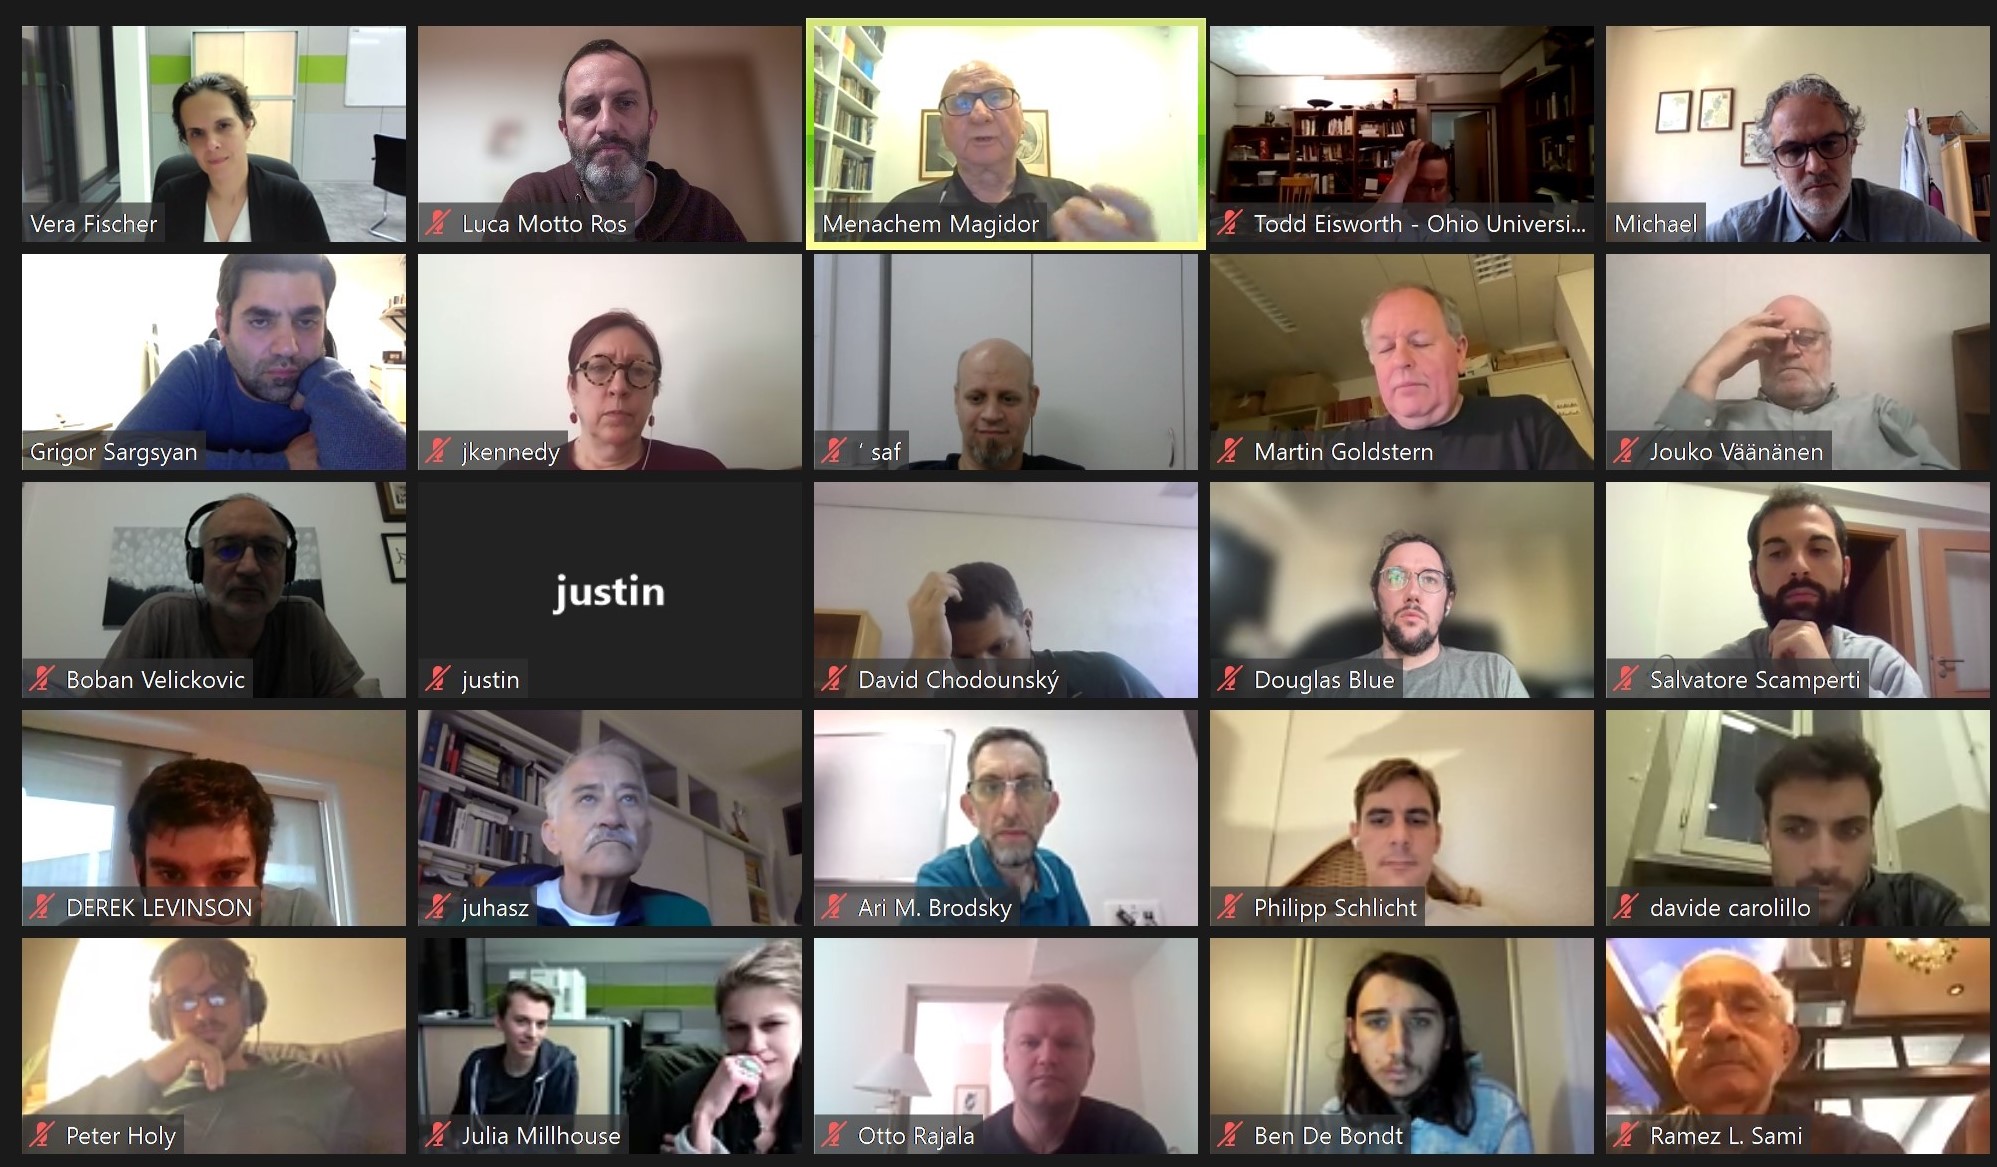 Vera Fischer
Luca Motto Ros
Menachem Magidor
Todd Eisworth - Ohio Universi...
Michael
Grigor Sargsyan
jkennedy
‘ saf
Martin Goldstern
Jouko Väänänen
Boban Velickovic
justin
justin
David Chodounský
Douglas Blue
Salvatore Scamperti
DEREK LEVINSON
juhasz
Ari M. Brodsky
Philipp Schlicht
davide carolillo
Peter Holy
Julia Millhouse
Otto Rajala
Ben De Bondt
Ramez L. Sami